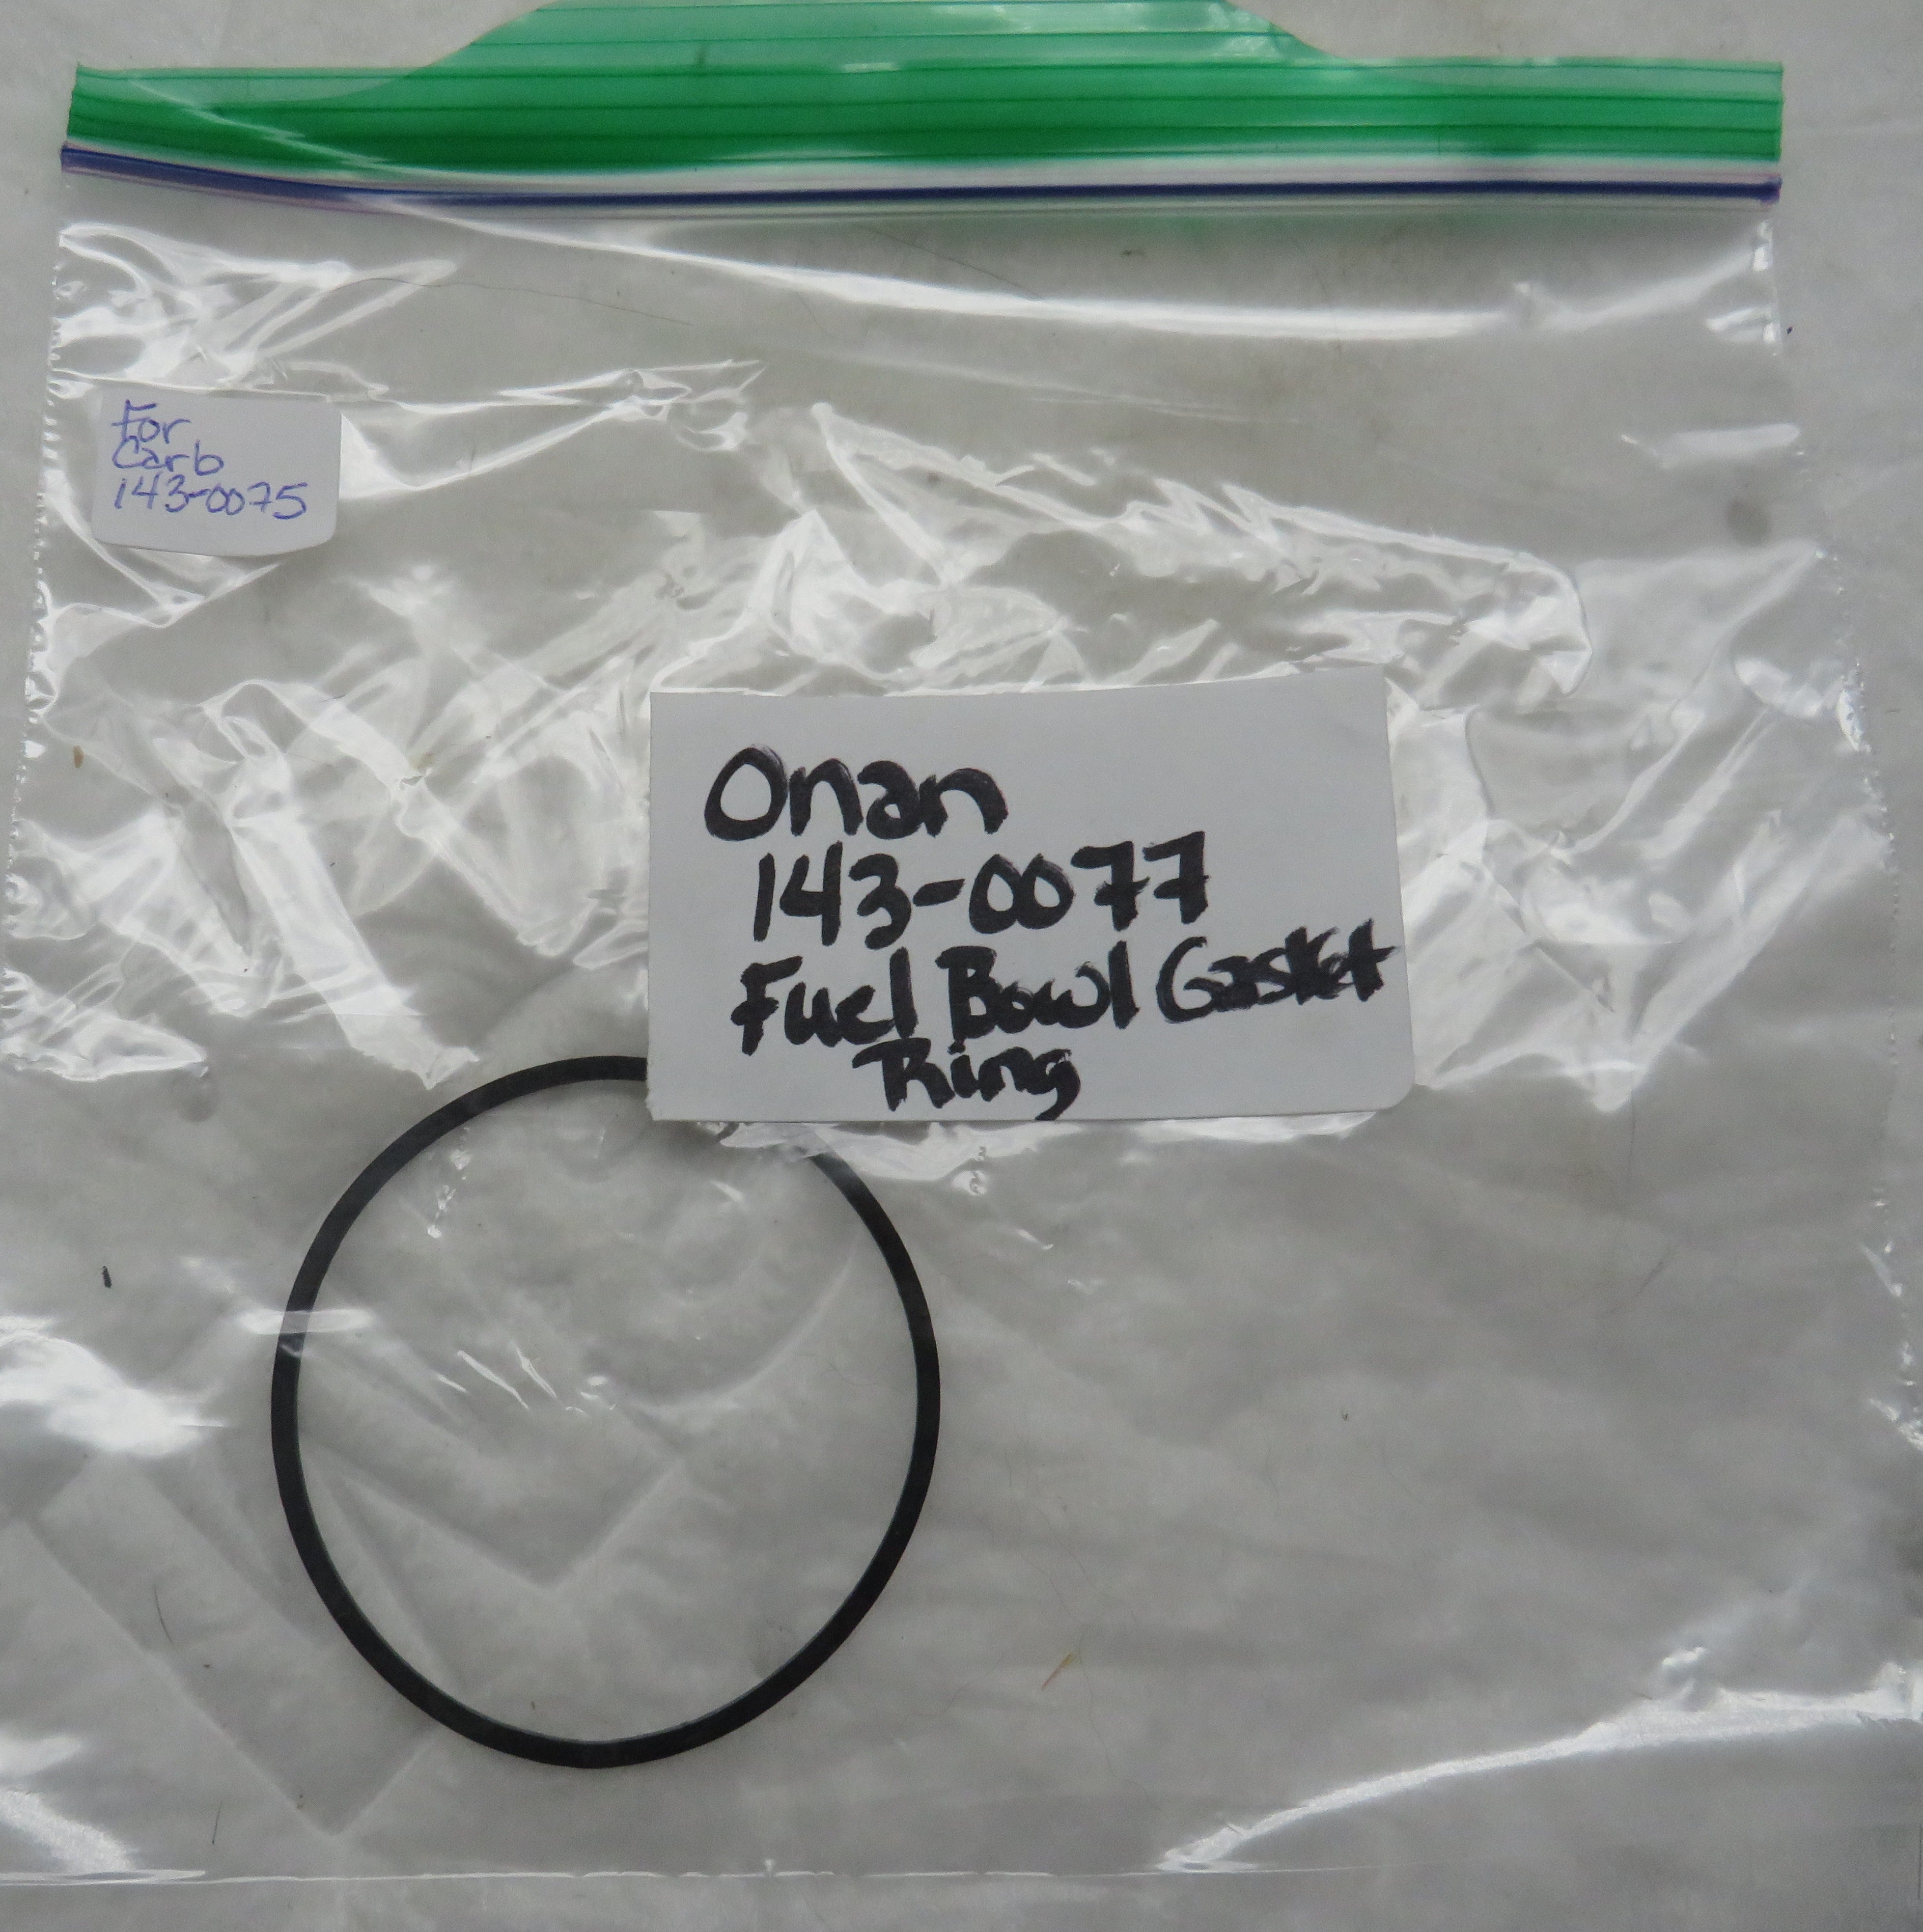 For
Carb
143-0075
Onan
143-0077
Fuel Bowl Gasket
Ring